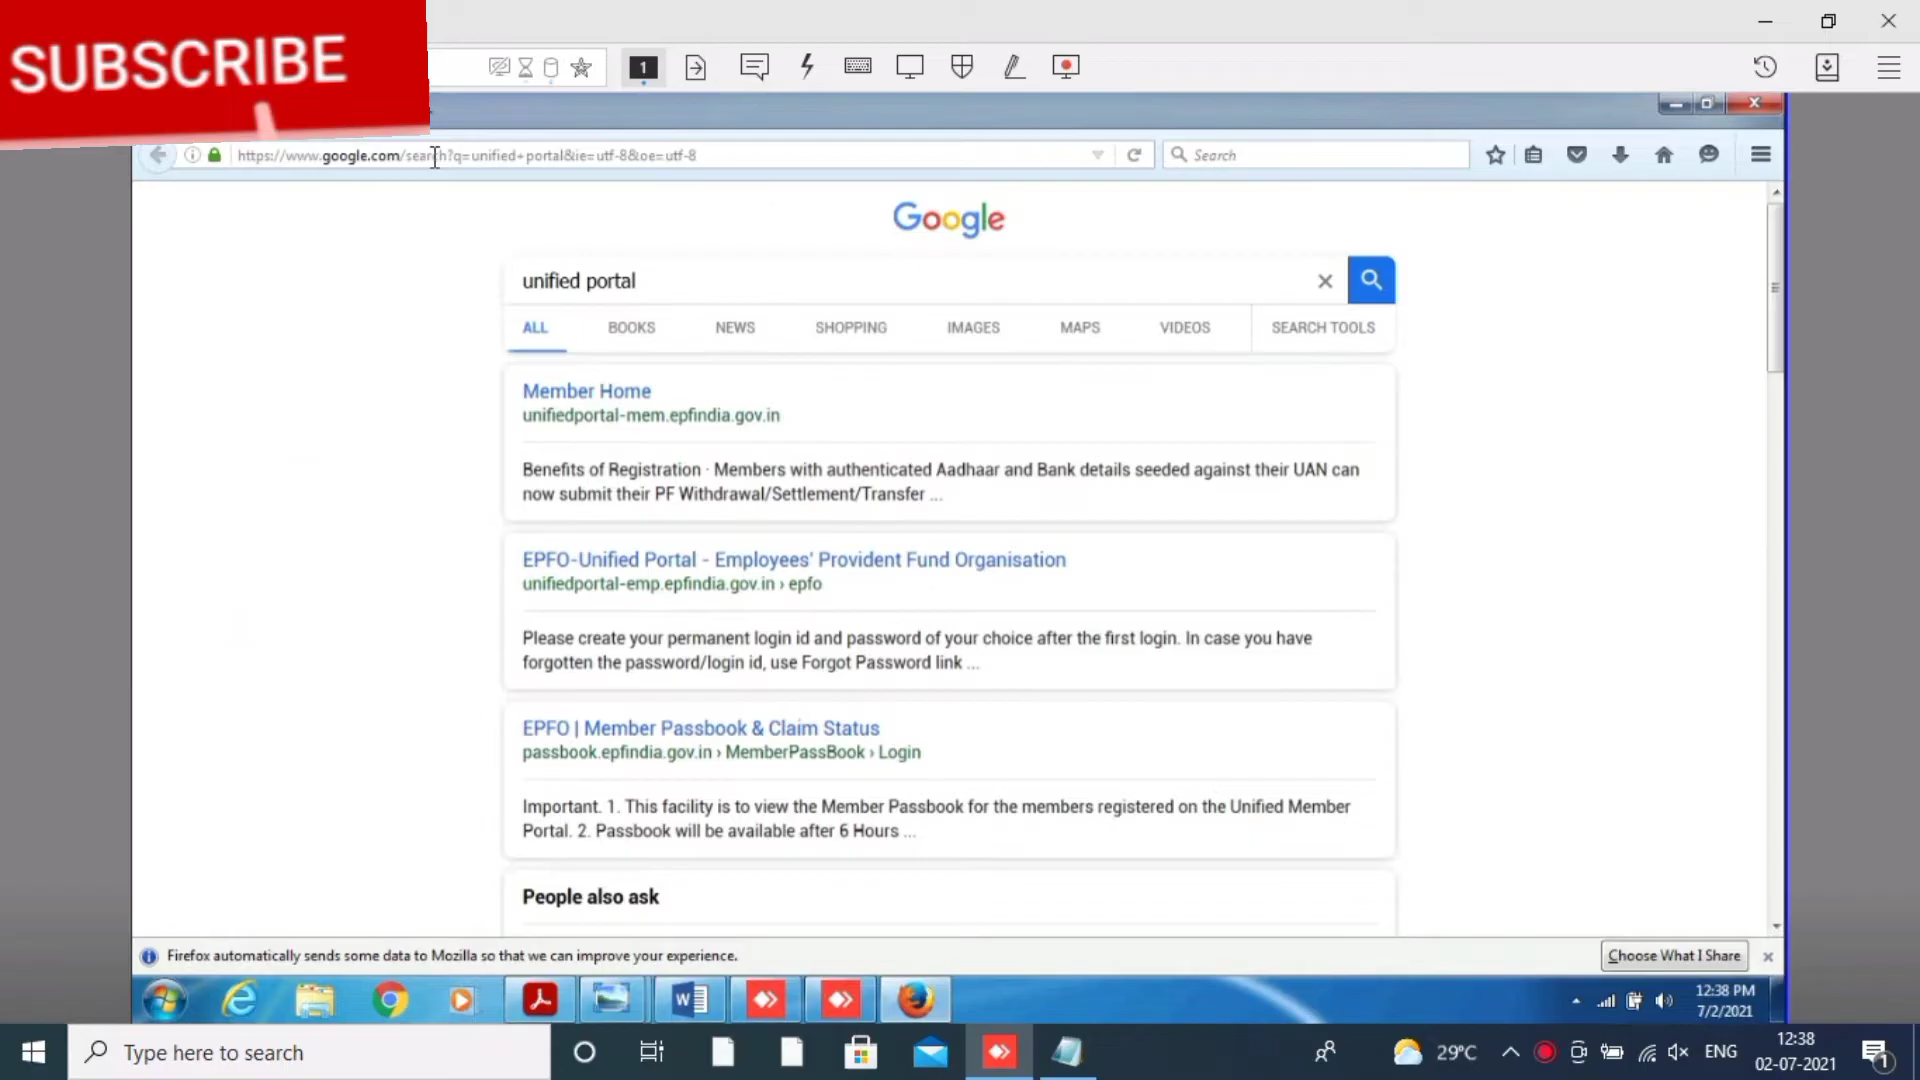 SUBSCRIBE
1
https://www.google.com/search?q=unified+portal&ie=utf-8&oe=utf-8
Search
Google
unified portal
ALL BOOKS NEWS SHOPPING IMAGES MAPS VIDEOS SEARCH TOOLS
Member Home
unifiedportal-mem.epfindia.gov.in
Benefits of Registration · Members with authenticated Aadhaar and Bank details seeded against their UAN can
now submit their PF Withdrawal/Settlement/Transfer ...
EPFO-Unified Portal - Employees' Provident Fund Organisation
unifiedportal-emp.epfindia.gov.in › epfo
Please create your permanent login id and password of your choice after the first login. In case you have
forgotten the password/login id, use Forgot Password link ...
EPFO | Member Passbook & Claim Status
passbook.epfindia.gov.in › MemberPassBook › Login
Important. 1. This facility is to view the Member Passbook for the members registered on the Unified Member
Portal. 2. Passbook will be available after 6 Hours ...
People also ask
Firefox automatically sends some data to Mozilla so that we can improve your experience.
Choose What I Share
12:38 PM
7/2/2021
Type here to search
29°C
ENG
12:38
02-07-2021
1